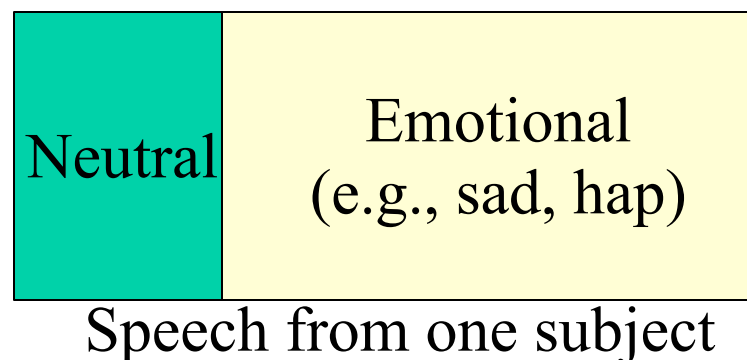 Neutral
Emotional
(e.g., sad, hap)
Speech from one subject